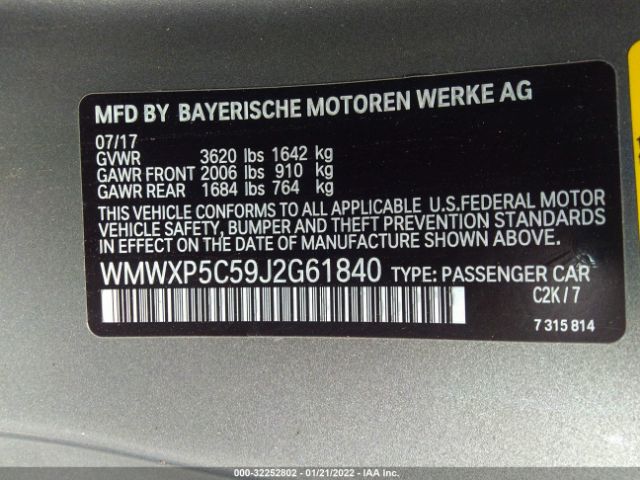 MFD BY BAYERISCHE MOTOREN WERKE AG
07/17
GVWR 3620 lbs 1642 kg
GAWR FRONT 2006 lbs 910 kg
GAWR REAR 1684 lbs 764 kg
THIS VEHICLE CONFORMS TO ALL APPLICABLE U.S.FEDERAL MOTOR
VEHICLE SAFETY, BUMPER AND THEFT PREVENTION STANDARDS
IN EFFECT ON THE DATE OF MANUFACTURE SHOWN ABOVE.
WMWXP5C59J2G61840 TYPE: PASSENGER CAR
C2K/7
7 315 814
000-32252802 - 01/21/2022 - IAA Inc.